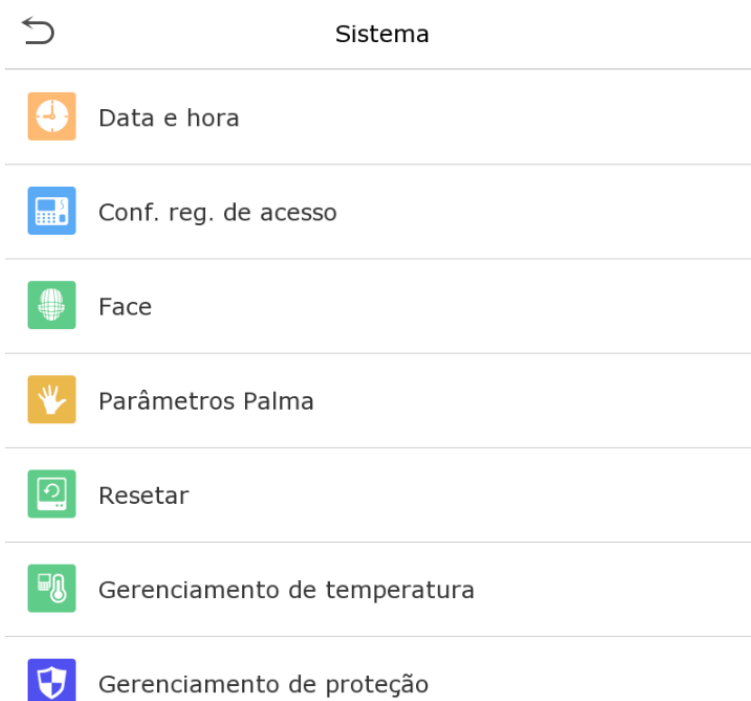 Sistema
Data e hora
Conf. reg. de acesso
Face
Parâmetros Palma
Resetar
Gerenciamento de temperatura
Gerenciamento de proteção